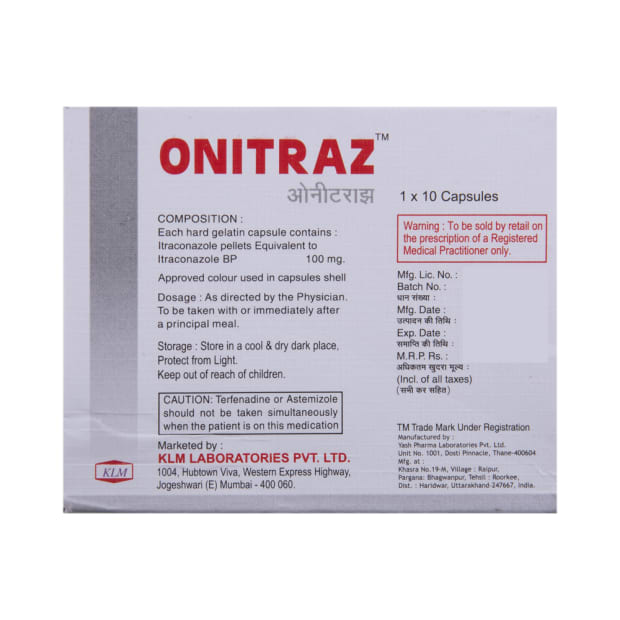 ONITRAZ™
ओनीटराझ
1 x 10 Capsules
COMPOSITION :
Each hard gelatin capsule contains :
Itraconazole pellets Equivalent to
Itraconazole BP 100 mg.
Approved colour used in capsules shell
Dosage : As directed by the Physician.
To be taken with or immediately after
a principal meal.
Storage : Store in a cool & dry dark place,
Protect from Light.
Keep out of reach of children.
CAUTION: Terfenadine or Astemizole
should not be taken simultaneously
when the patient is on this medication
Marketed by :
KLM LABORATORIES PVT. LTD.
1004, Hubtown Viva, Western Express Highway,
Jogeshwari (E) Mumbai - 400 060.
KLM
Warning : To be sold by retail on
the prescription of a Registered
Medical Practitioner only.
Mfg. Lic. No. :
Batch No. :
धान संख्या :
Mfg. Date :
उत्पादन की तिथि :
Exp. Date :
समाप्ति की तिथि :
M.R.P. Rs. :
अधिकतम खुदरा मूल्य :
(Incl. of all taxes)
(सभी कर सहित)
TM Trade Mark Under Registration
Manufactured by :
Yash Pharma Laboratories Pvt. Ltd.
Unit No. 1001, Dosti Pinnacle, Thane-400604
Mfg. at :
Khasra No.19-M, Village : Raipur,
Pargana: Bhagwanpur, Tehsil : Roorkee,
Dist. : Haridwar, Uttarakhand-247667, India.